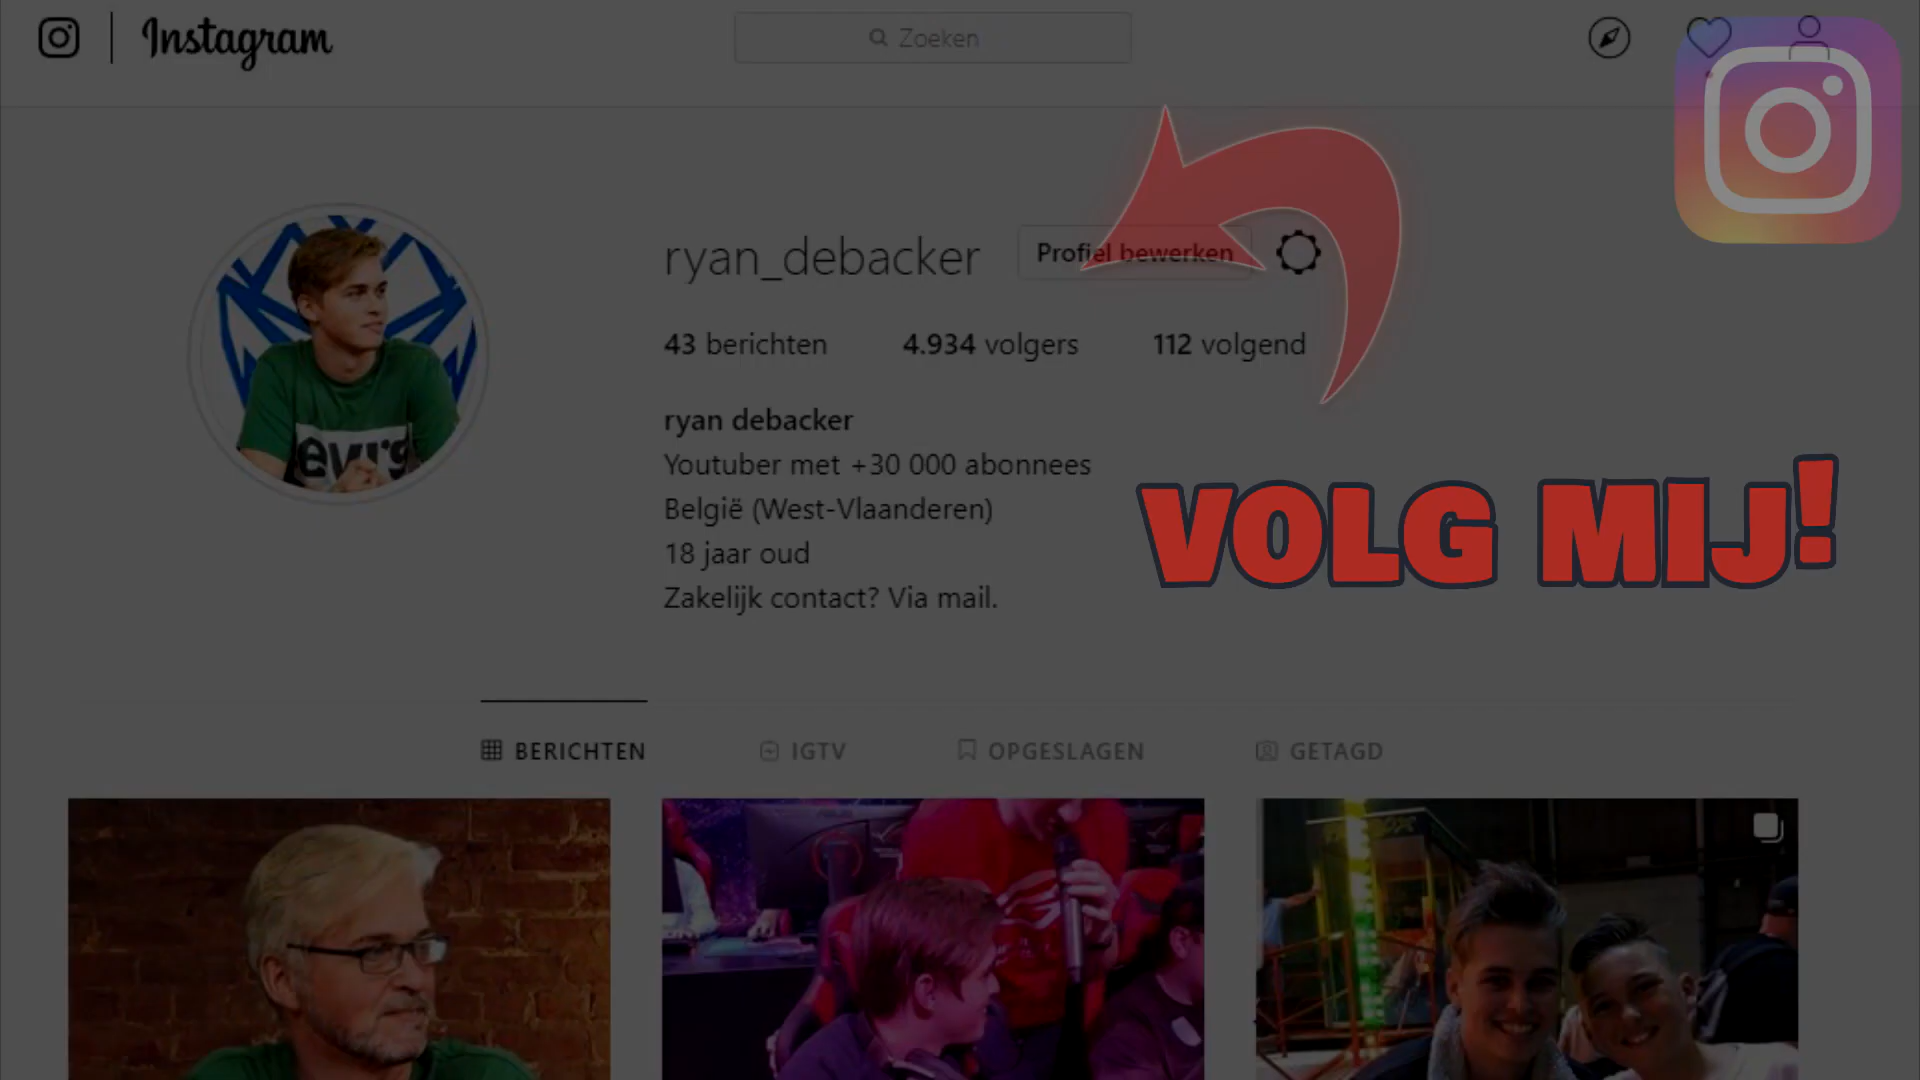 Instagram
Zoeken
ryan_debacker
Profiel bewerken
43 berichten 4.934 volgers 112 volgend
ryan debacker
Youtuber met +30 000 abonnees
België (West-Vlaanderen)
18 jaar oud
Zakelijk contact? Via mail.
VOLG MIJ!
BERICHTEN IGTV OPGESLAGEN GETAGD